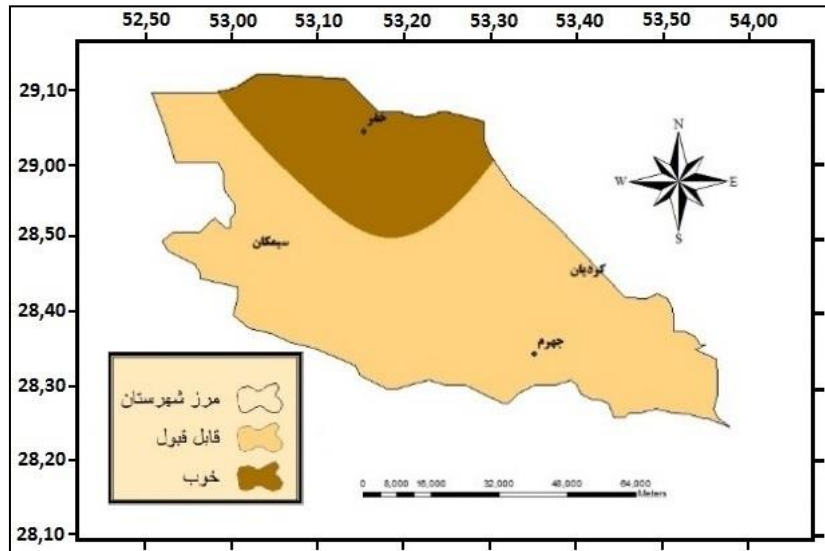 52,50 53,00 53,10 53,20 53,30 53,40 53,50 54,00
29,10
29,00
28,50
28,40
28,30
28,20
28,10
خفر
سیمکان
کردیان
جهرم
N
W E
S
مرز شهرستان
قابل قبول
خوب
0 8,000 16,000 32,000 48,000 64,000
Meters